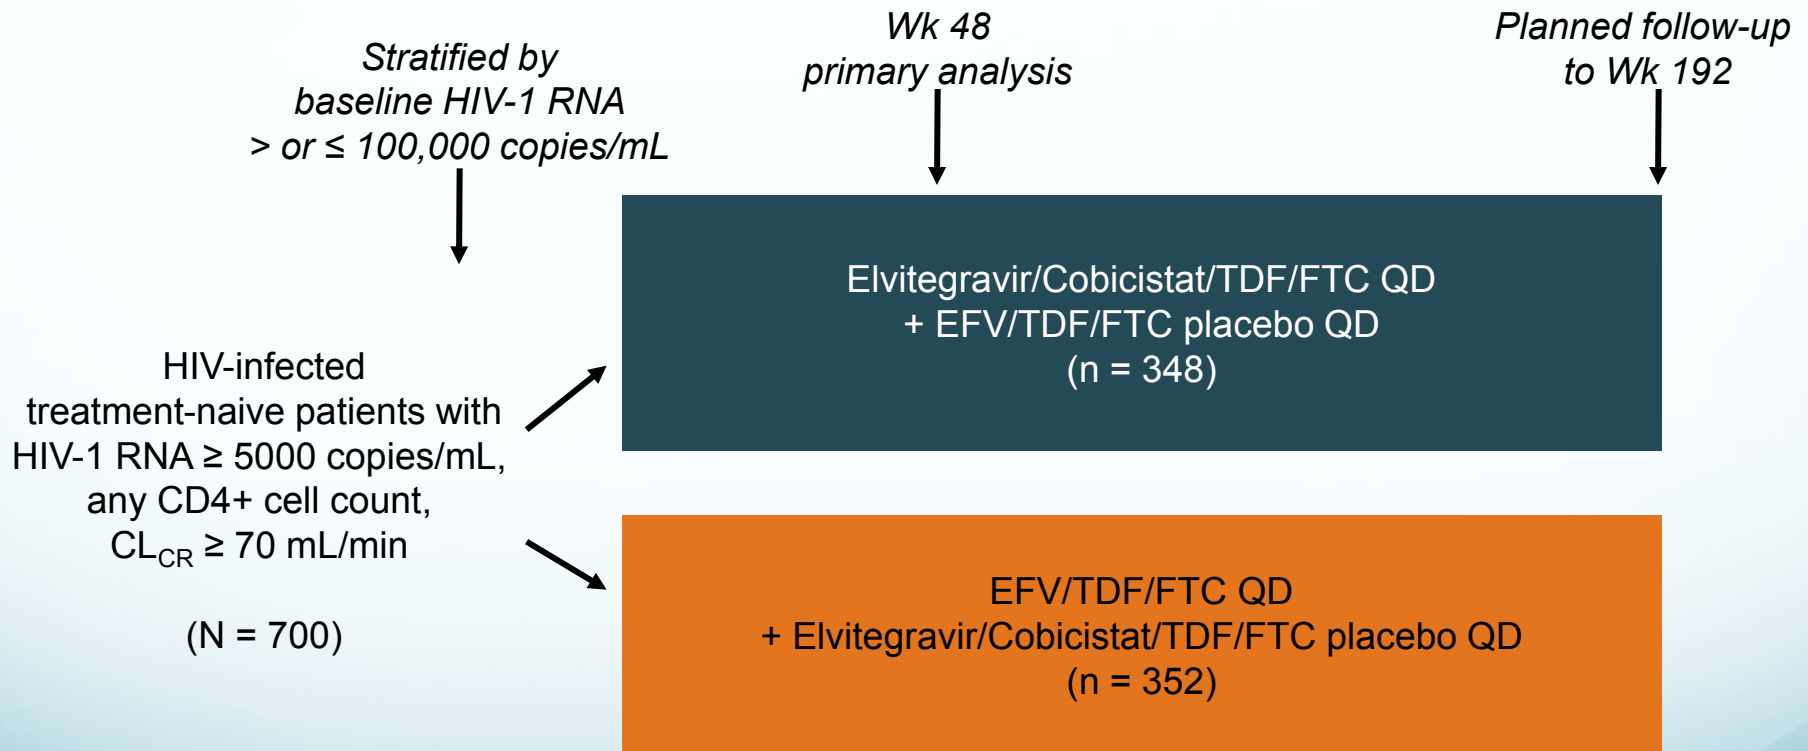 Stratified by
baseline HIV-1 RNA
> or ≤ 100,000 copies/mL
Wk 48
primary analysis
Planned follow-up
to Wk 192
HIV-infected
treatment-naive patients with
HIV-1 RNA ≥ 5000 copies/mL,
any CD4+ cell count,
CLCR ≥ 70 mL/min
(N = 700)
Elvitegravir/Cobicistat/TDF/FTC QD
+ EFV/TDF/FTC placebo QD
(n = 348)
EFV/TDF/FTC QD
+ Elvitegravir/Cobicistat/TDF/FTC placebo QD
(n = 352)